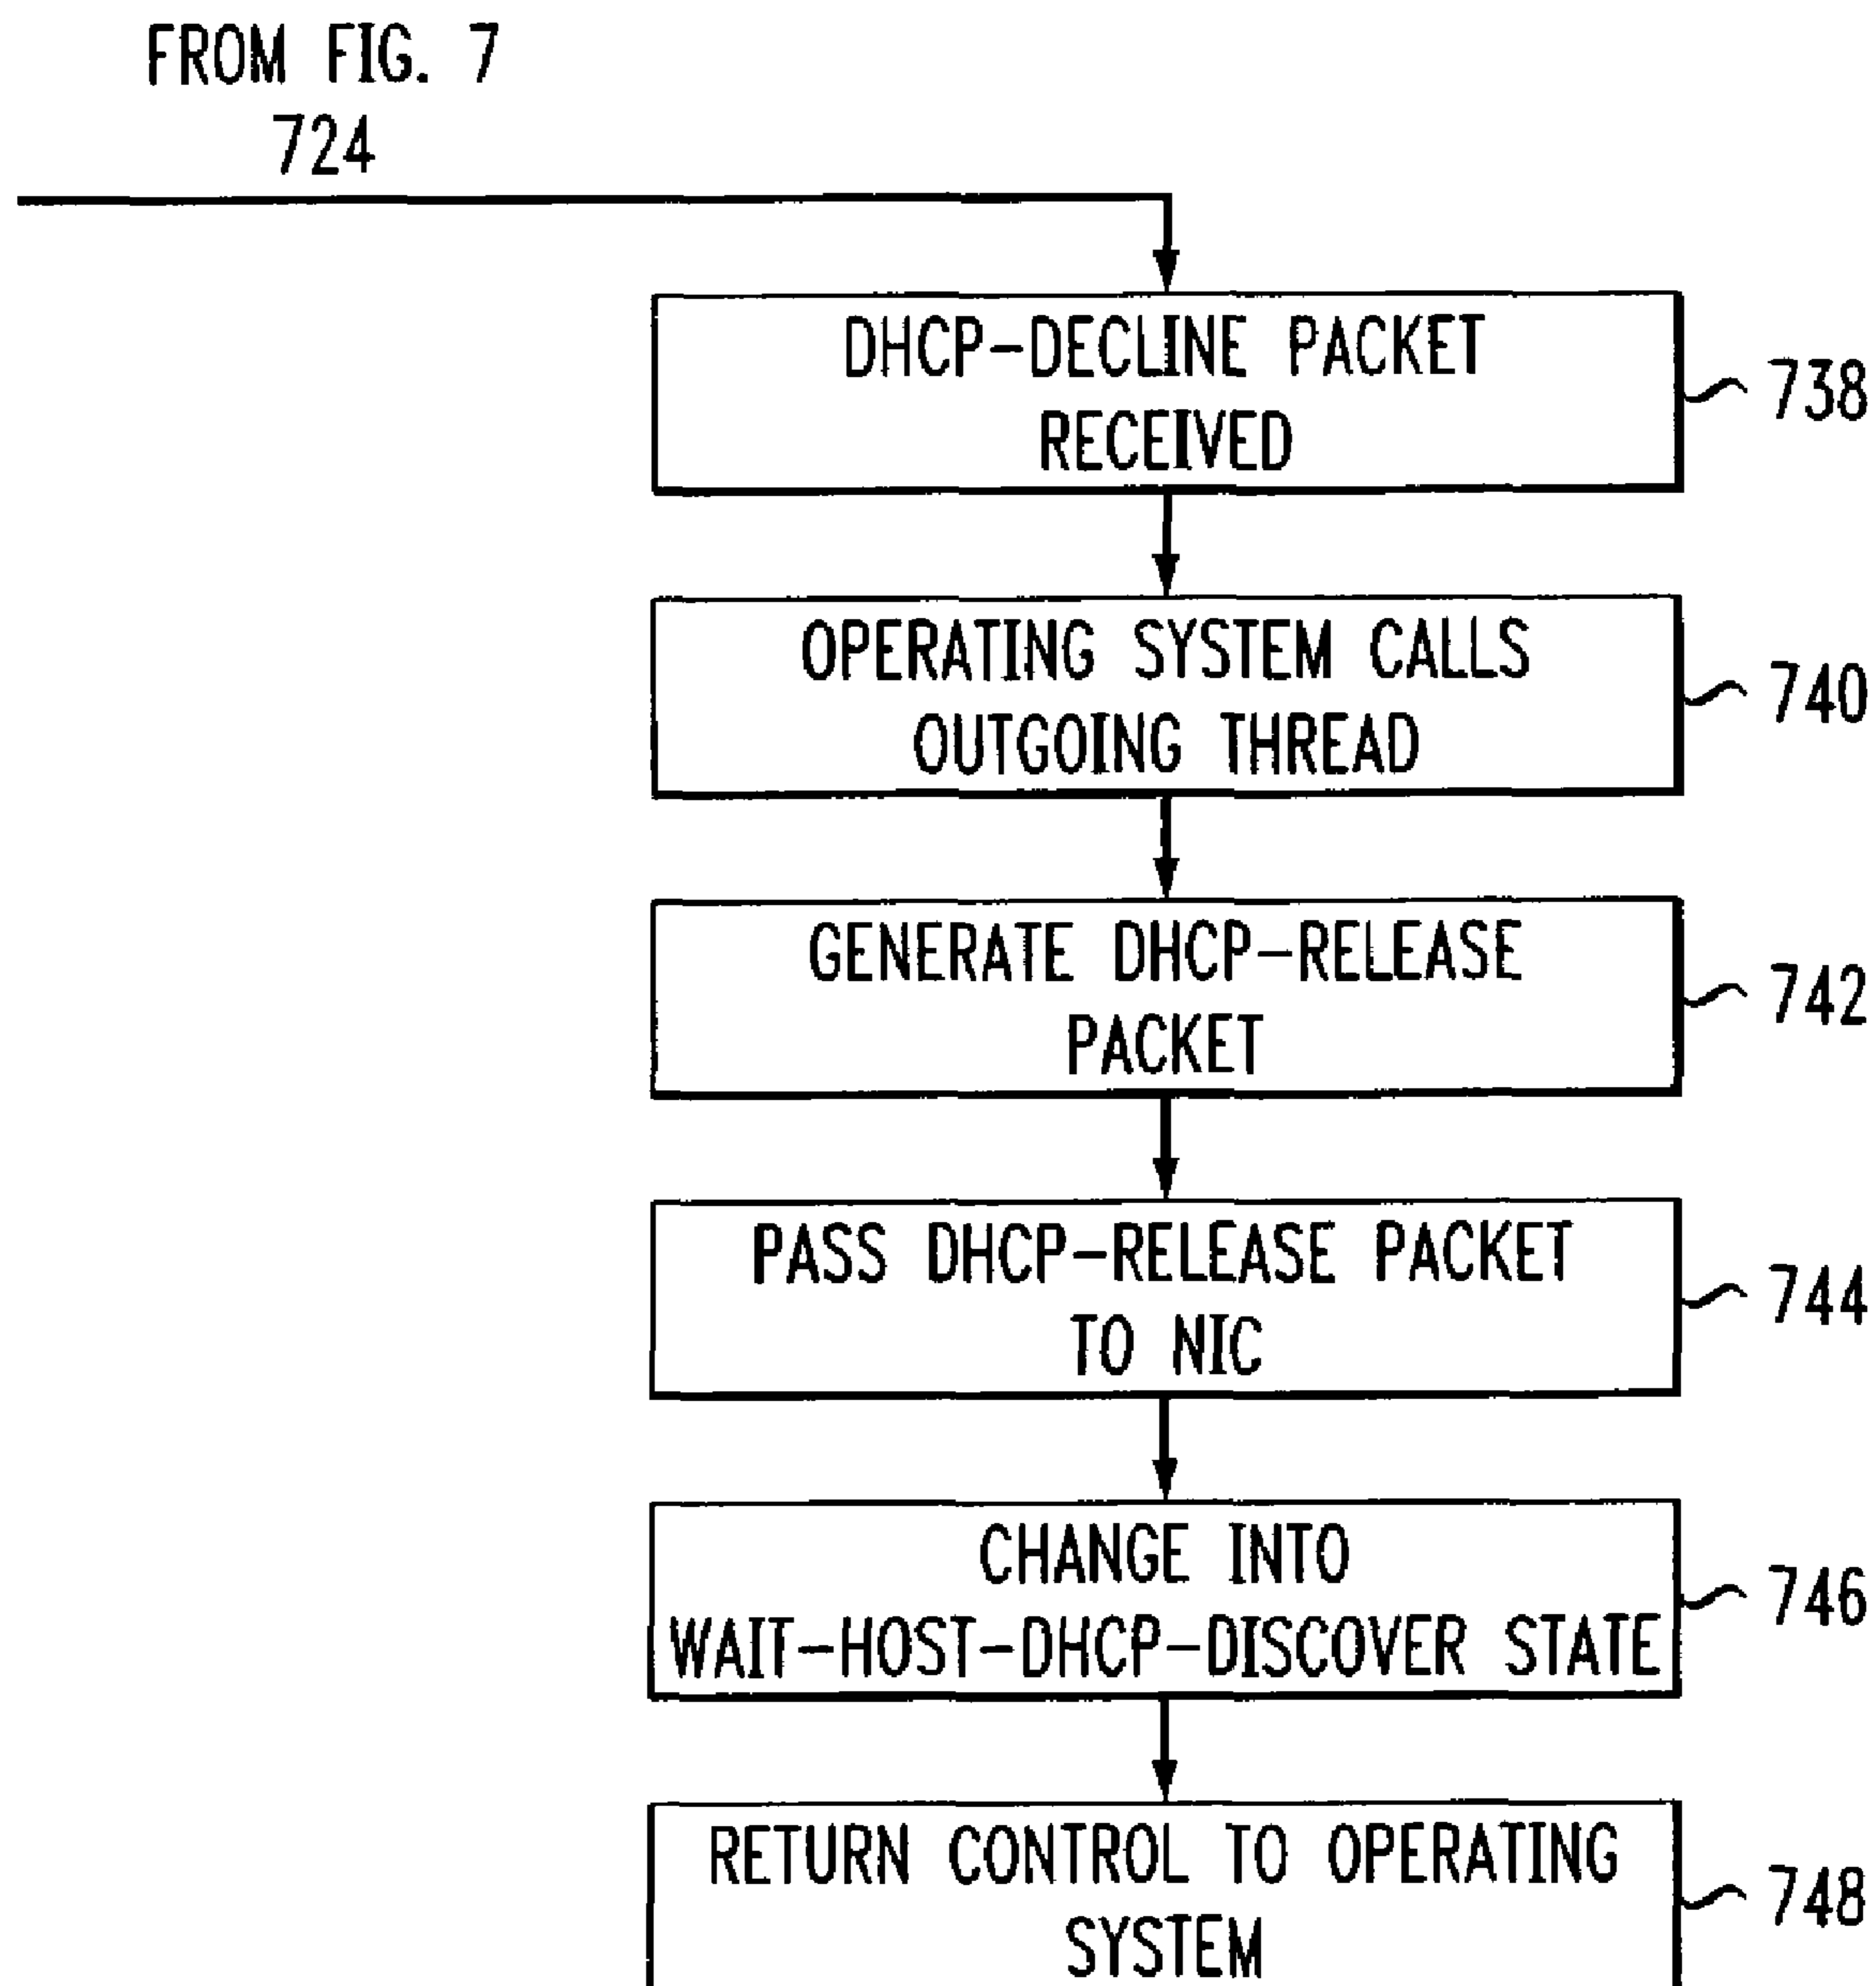 FROM FIG. 7
724
DHCP-DECLINE PACKET
RECEIVED
738
OPERATING SYSTEM CALLS
OUTGOING THREAD
740
GENERATE DHCP-RELEASE
PACKET
742
PASS DHCP-RELEASE PACKET
TO NIC
744
CHANGE INTO
WAIT-HOST-DHCP-DISCOVER STATE
746
RETURN CONTROL TO OPERATING
SYSTEM
748